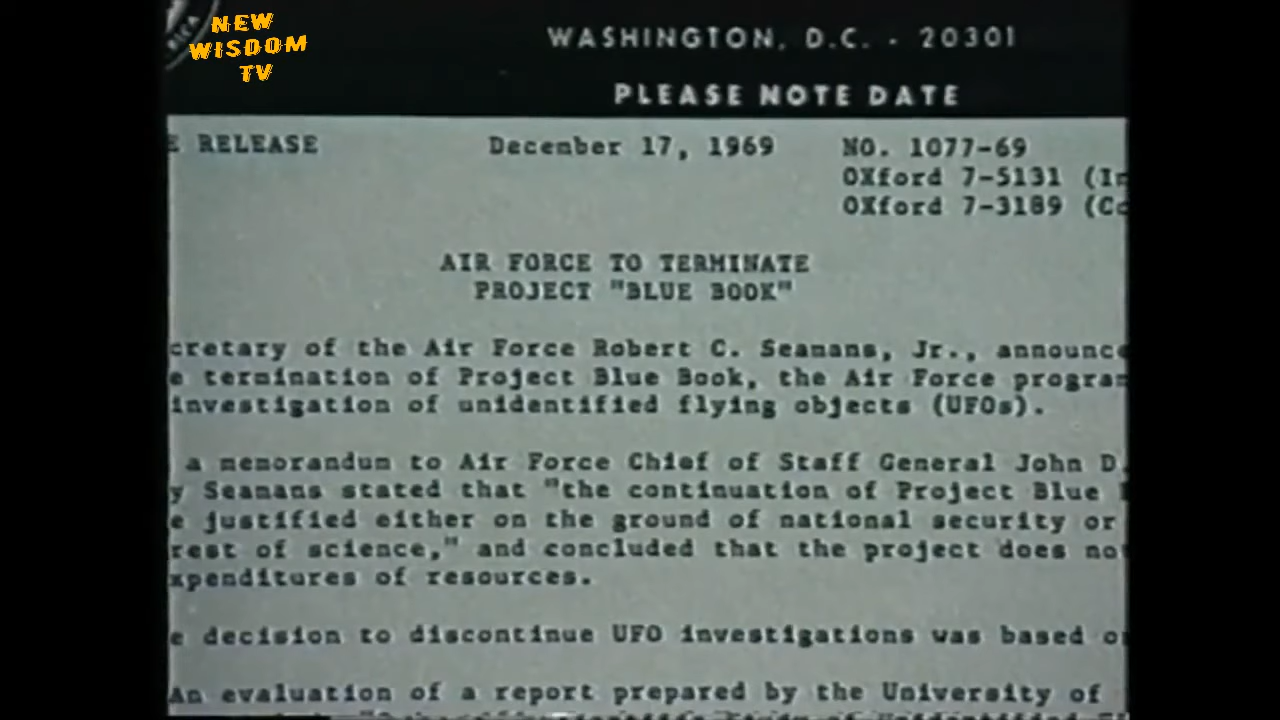 NEW
WISDOM
TV
WASHINGTON, D.C. - 20301
PLEASE NOTE DATE
E RELEASE December 17, 1969 NO. 1077-69
OXford 7-5131 (In
OXford 7-3189 (Co
AIR FORCE TO TERMINATE
PROJECT "BLUE BOOK"
cretary of the Air Force Robert C. Seamans, Jr., announce
e termination of Project Blue Book, the Air Force program
investigation of unidentified flying objects (UFOs).
a memorandum to Air Force Chief of Staff General John D.
y Seamans stated that "the continuation of Project Blue
e justified either on the ground of national security or
rest of science," and concluded that the project does not
xpenditures of resources.
e decision to discontinue UFO investigations was based on
An evaluation of a report prepared by the University of